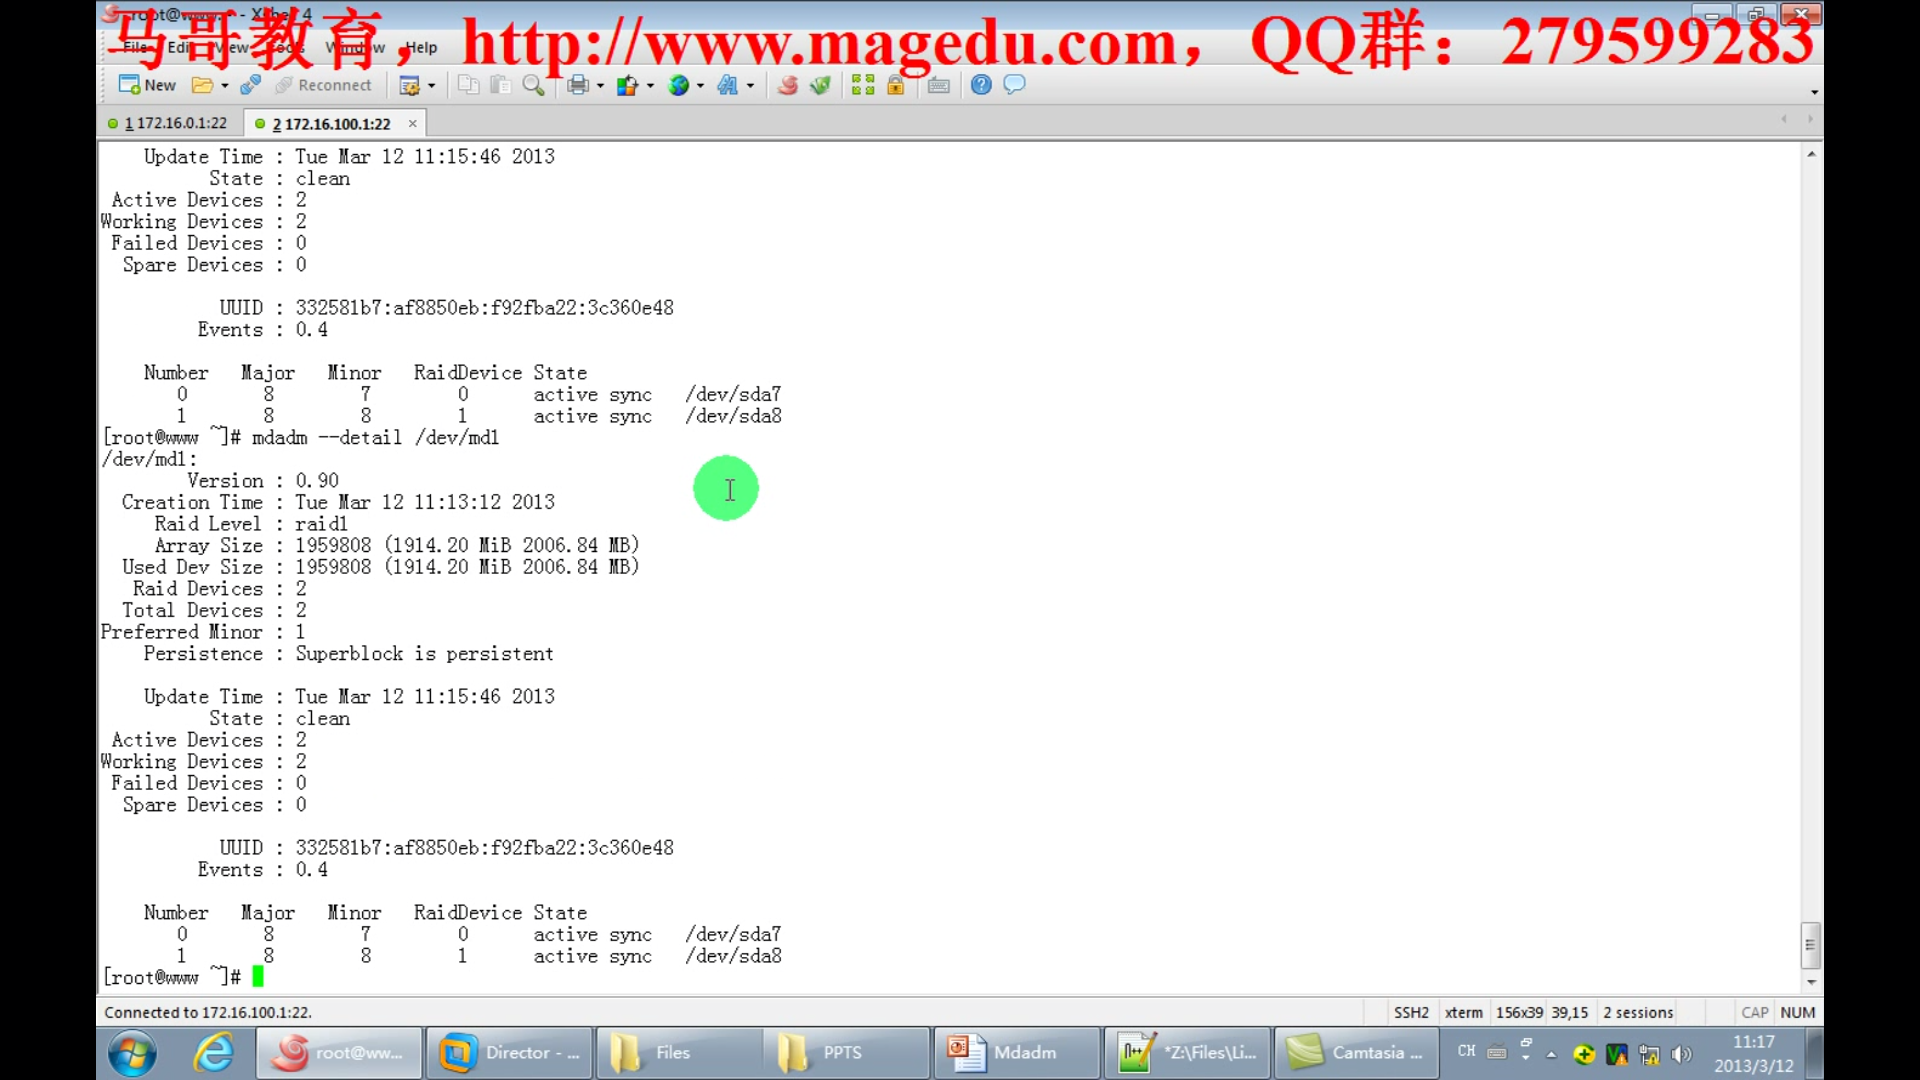 root@www:~ - Xshell 4
马哥教育，http://www.magedu.com，QQ群：279599283
File Edit View Tools Window Help
New Reconnect
1 172.16.0.1:22 2 172.16.100.1:22
Update Time : Tue Mar 12 11:15:46 2013
State : clean
Active Devices : 2
Working Devices : 2
Failed Devices : 0
Spare Devices : 0
UUID : 332581b7:af8850eb:f92fba22:3c360e48
Events : 0.4
Number Major Minor RaidDevice State
0 8 7 0 active sync /dev/sda7
1 8 8 1 active sync /dev/sda8
[root@www ~]# mdadm --detail /dev/md1
/dev/md1:
Version : 0.90
Creation Time : Tue Mar 12 11:13:12 2013
Raid Level : raid1
Array Size : 1959808 (1914.20 MiB 2006.84 MB)
Used Dev Size : 1959808 (1914.20 MiB 2006.84 MB)
Raid Devices : 2
Total Devices : 2
Preferred Minor : 1
Persistence : Superblock is persistent
Update Time : Tue Mar 12 11:15:46 2013
State : clean
Active Devices : 2
Working Devices : 2
Failed Devices : 0
Spare Devices : 0
UUID : 332581b7:af8850eb:f92fba22:3c360e48
Events : 0.4
Number Major Minor RaidDevice State
0 8 7 0 active sync /dev/sda7
1 8 8 1 active sync /dev/sda8
[root@www ~]#
Connected to 172.16.100.1:22. SSH2 xterm 156x39 39,15 2 sessions CAP NUM
root@ww... Director - ... Files PPTS Mdadm *Z:\Files\Li... Camtasia ... CH 11:17
2013/3/12